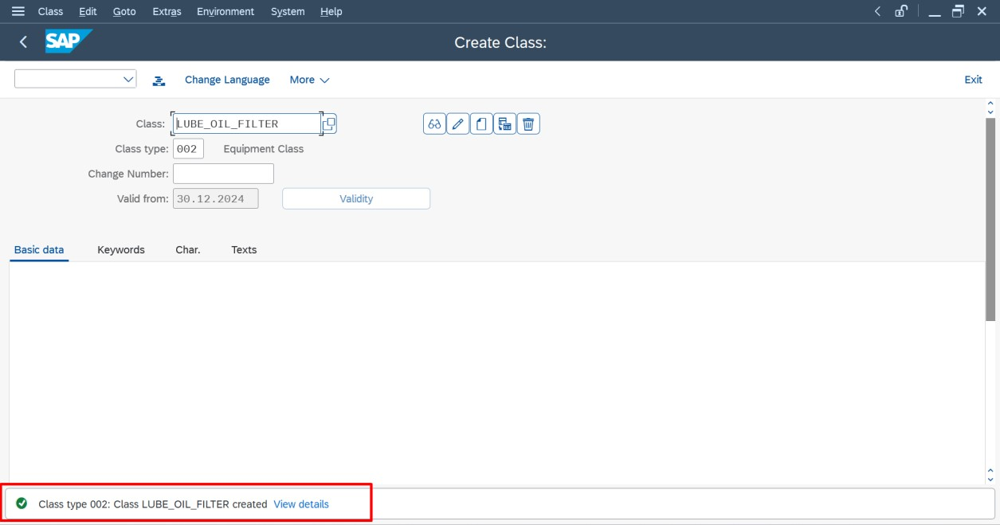 Class Edit Goto Extras Environment System Help
SAP Create Class:
Change Language More Exit
Class: LUBE_OIL_FILTER
Class type: 002 Equipment Class
Change Number:
Valid from: 30.12.2024 Validity
Basic data Keywords Char. Texts
Class type 002: Class LUBE_OIL_FILTER created View details